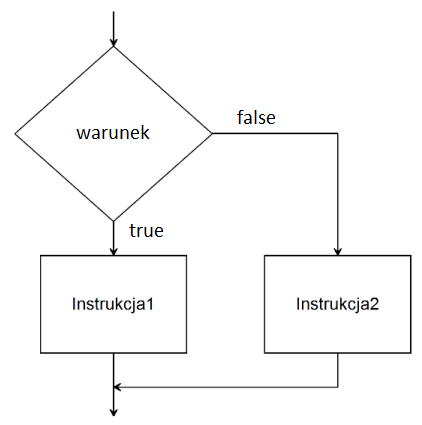 warunek
false
true
Instrukcja1
Instrukcja2